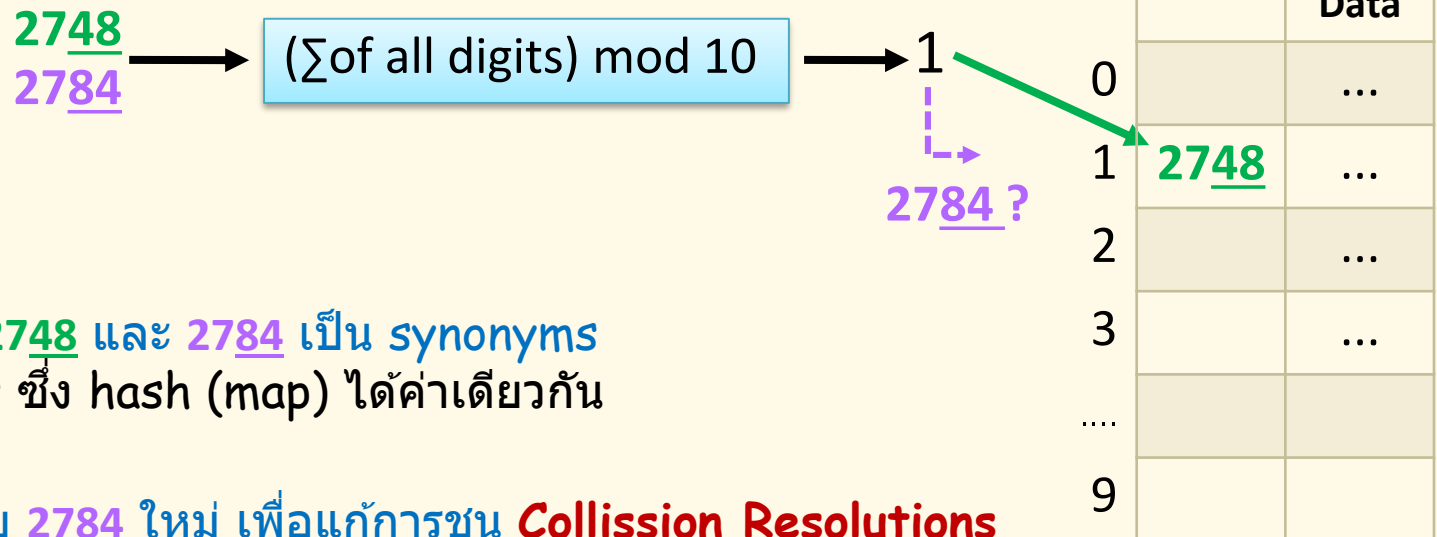 Data
2748
2784
(∑of all digits) mod 10
1
2784 ?
0 ...
1 2748 ...
2 ...
3 ...
....
9
2748 และ 2784 เป็น synonyms
ซึ่ง hash (map) ได้ค่าเดียวกัน
2784 ใหม่ เพื่อแก้การชน Collission Resolutions